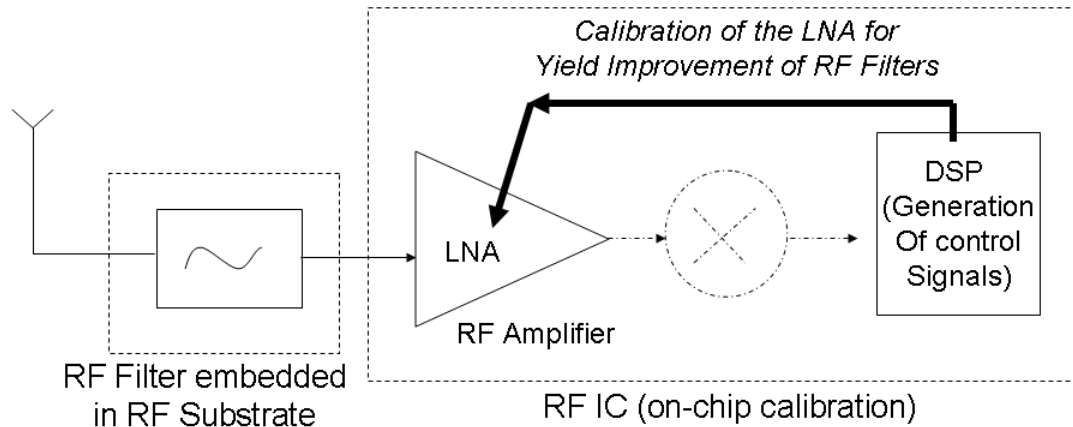 Calibration of the LNA for
Yield Improvement of RF Filters
DSP
(Generation
Of control
Signals)
LNA
RF Amplifier
RF Filter embedded
in RF Substrate
RF IC (on-chip calibration)